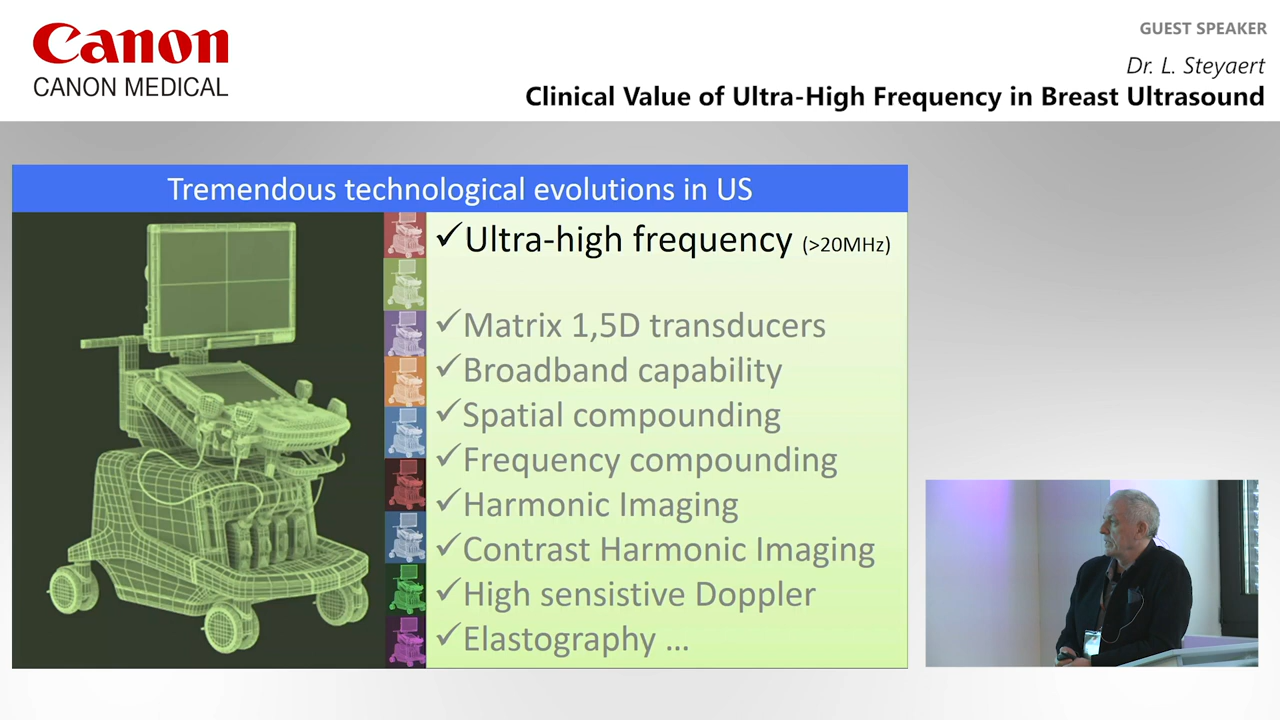 Canon
CANON MEDICAL
GUEST SPEAKER
Dr. L. Steyaert
Clinical Value of Ultra-High Frequency in Breast Ultrasound
Tremendous technological evolutions in US
✓Ultra-high frequency (>20MHz)
✓Matrix 1,5D transducers
✓Broadband capability
✓Spatial compounding
✓Frequency compounding
✓Harmonic Imaging
✓Contrast Harmonic Imaging
✓High sensistive Doppler
✓Elastography ...